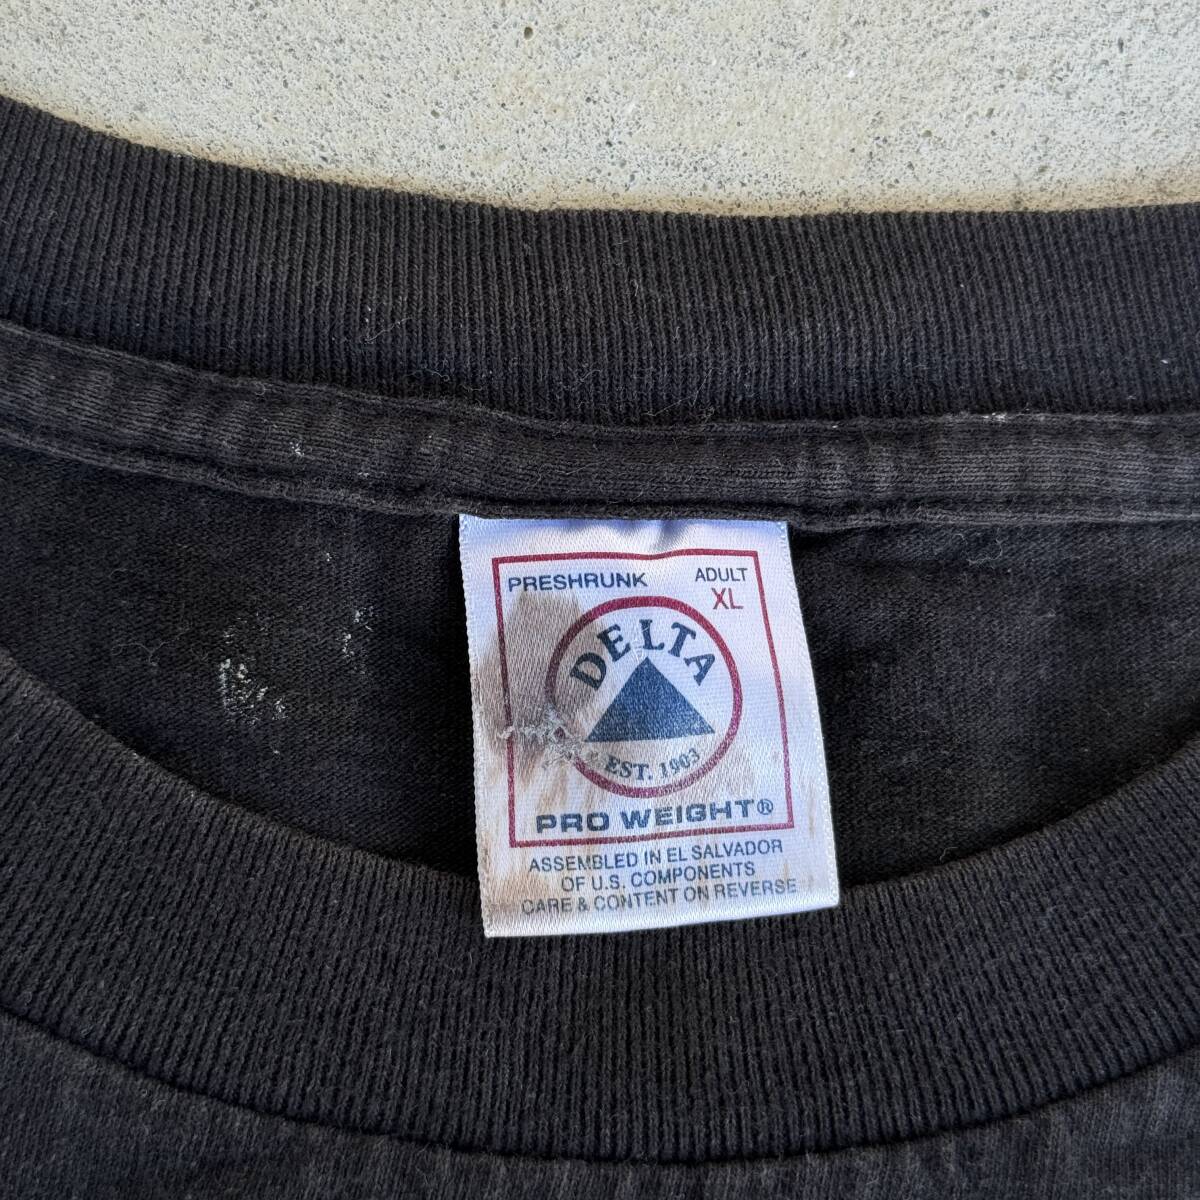 PRESHRUNK ADULT
XL
DELTA
EST. 1903
PRO WEIGHT®
ASSEMBLED IN EL SALVADOR
OF U.S. COMPONENTS
CARE & CONTENT ON REVERSE